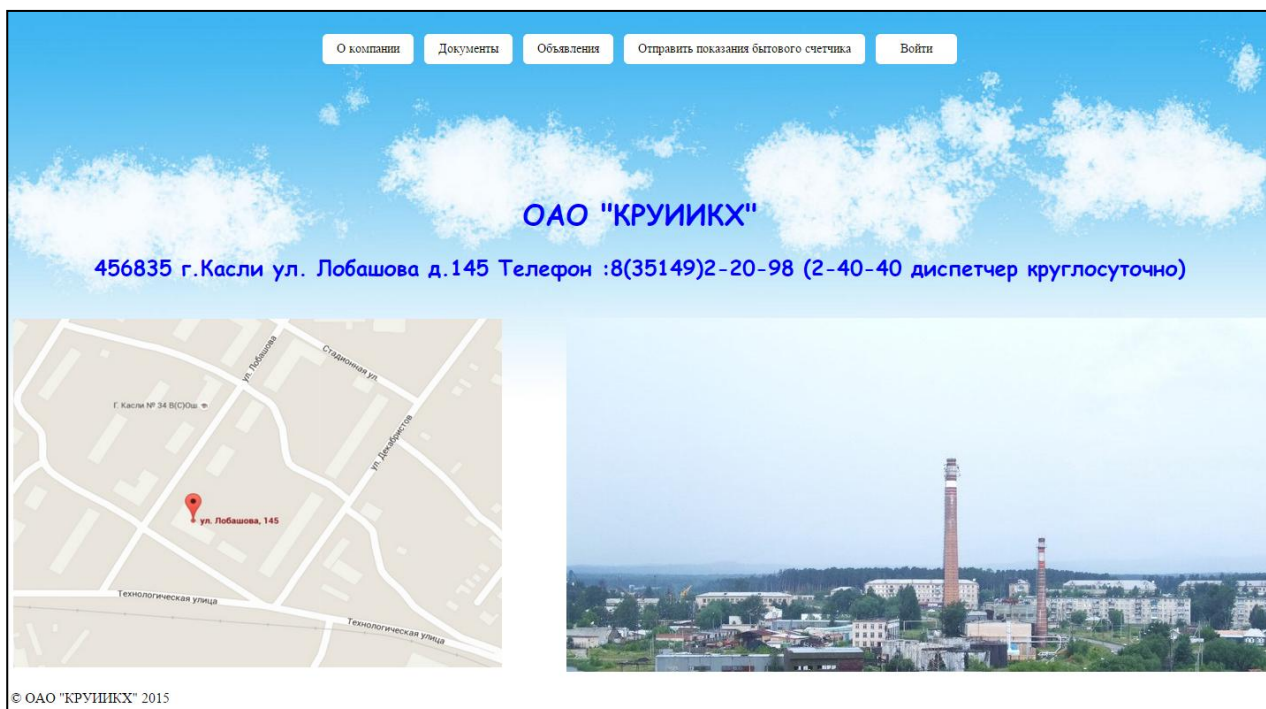 О компании
Документы
Объявления
Отправить показания бытового счетчика
Войти
ОАО "КРУИИКХ"
456835 г.Касли ул. Лобашова д.145 Телефон :8(35149)2-20-98 (2-40-40 диспетчер круглосуточно)
ул. Лобашова
Стадионная ул.
Г. Касли № 34 В(С)Ош
ул. Декабристов
ул. Лобашова, 145
Технологическая улица
Технологическая улица
© ОАО "КРУИИКХ" 2015